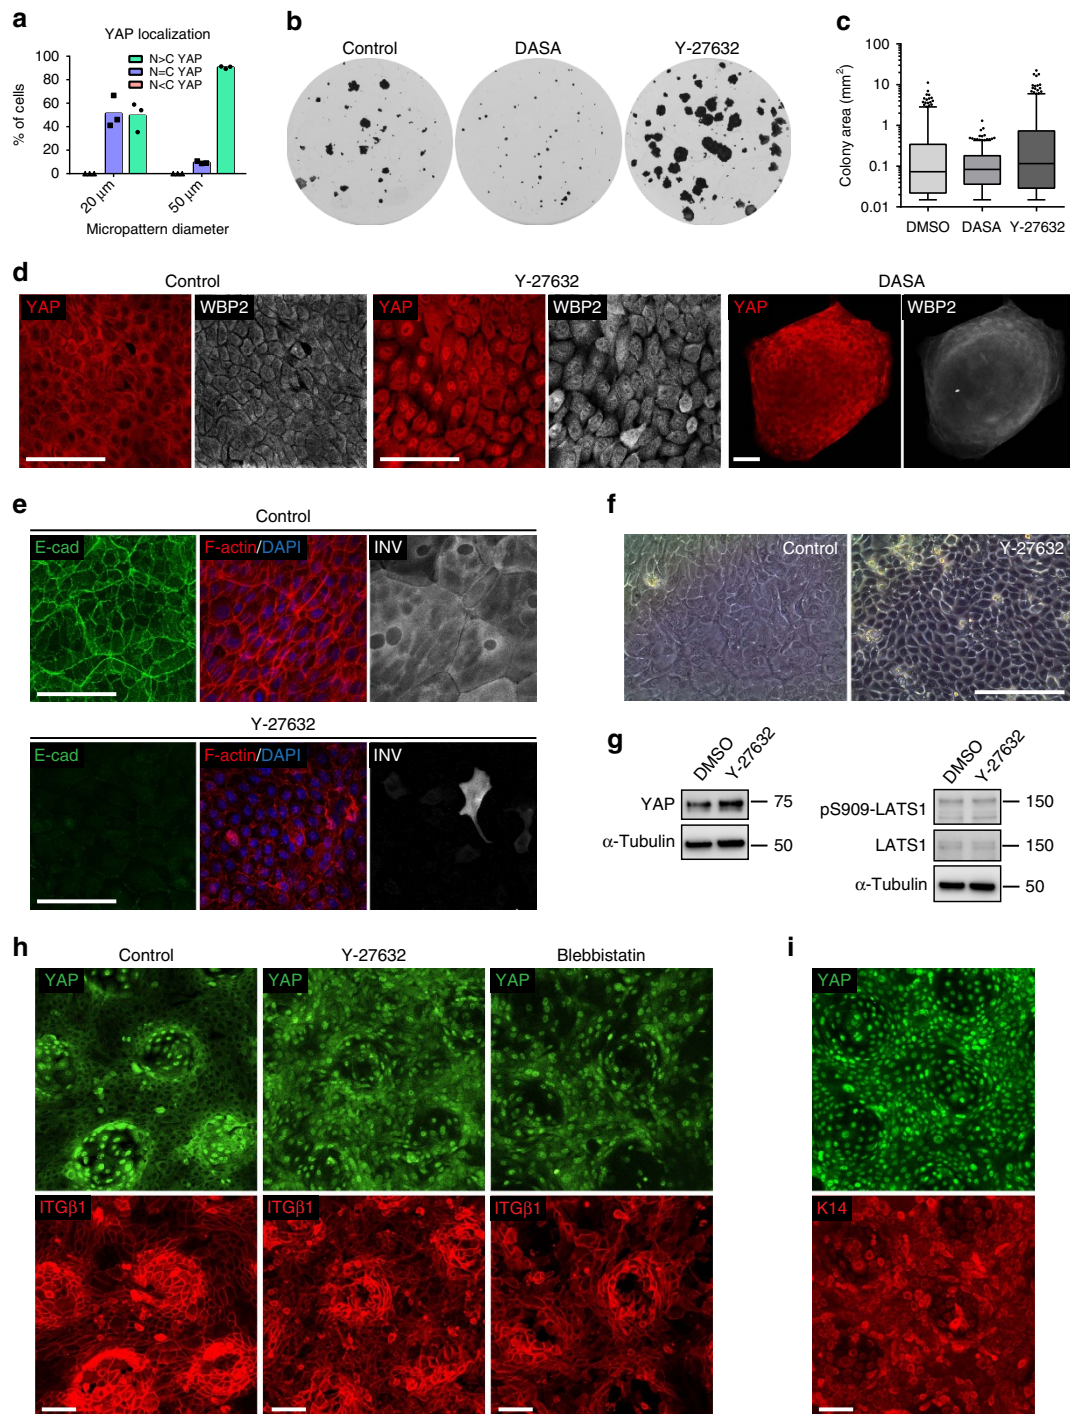 a
YAP localization
N>C YAP
N=C YAP
N<C YAP
% of cells
100
80
60
40
20
0
20 µm
50 µm
Micropattern diameter
b
Control
DASA
Y-27632
c
Colony area (mm²)
100
10
1
0.1
0.01
DMSO
DASA
Y-27632
d
Control
Y-27632
DASA
YAP
WBP2
YAP
WBP2
YAP
WBP2
e
Control
E-cad
F-actin/DAPI
INV
Y-27632
E-cad
F-actin/DAPI
INV
f
Control
Y-27632
g
DMSO
Y-27632
YAP
75
α-Tubulin
50
DMSO
Y-27632
pS909-LATS1
150
LATS1
150
α-Tubulin
50
h
Control
Y-27632
Blebbistatin
YAP
YAP
YAP
ITGβ1
ITGβ1
ITGβ1
i
YAP
K14